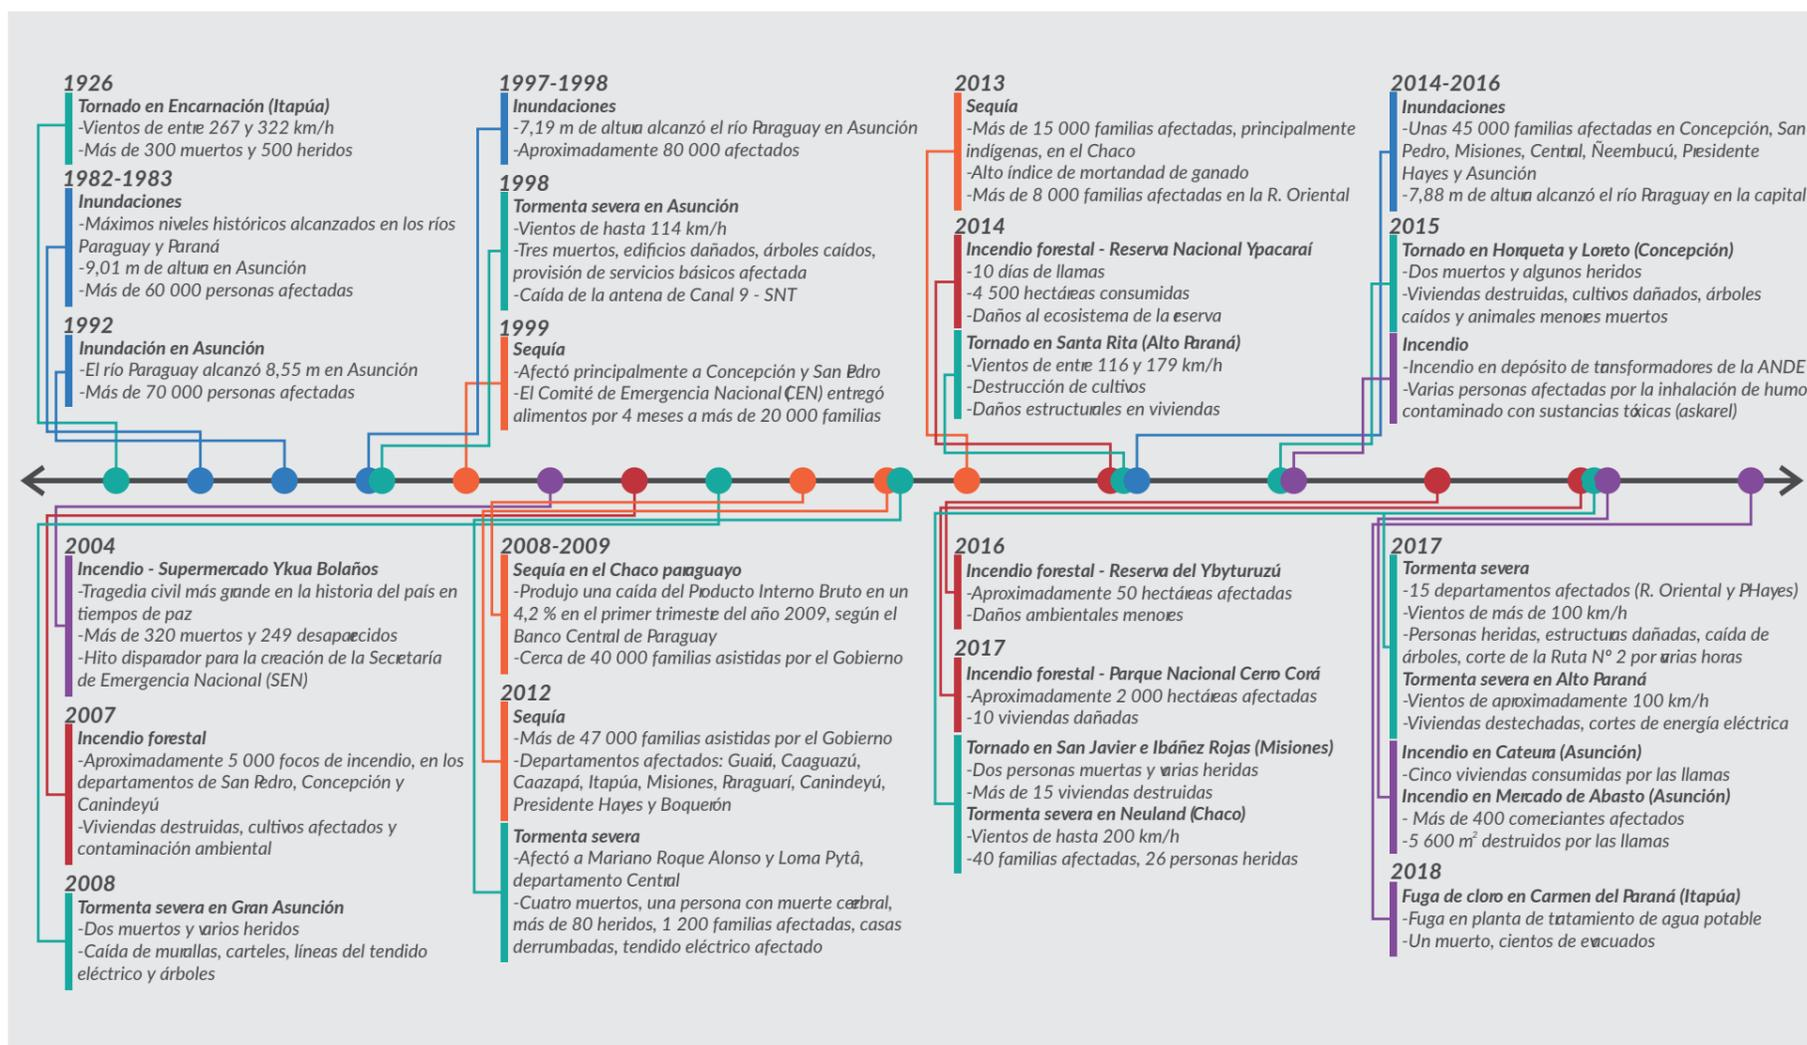 1926
Tornado en Encarnación (Itapúa)
-Vientos de entre 267 y 322 km/h
-Más de 300 muertos y 500 heridos
1982-1983
Inundaciones
-Máximos niveles históricos alcanzados en los ríos
Paraguay y Paraná
-9,01 m de altura en Asunción
-Más de 60 000 personas afectadas
1992
Inundación en Asunción
-El río Paraguay alcanzó 8,55 m en Asunción
-Más de 70 000 personas afectadas
1997-1998
Inundaciones
-7,19 m de altura alcanzó el río Paraguay en Asunción
-Aproximadamente 80 000 afectados
1998
Tormenta severa en Asunción
-Vientos de hasta 114 km/h
-Tres muertos, edificios dañados, árboles caídos,
provisión de servicios básicos afectada
-Caída de la antena de Canal 9 - SNT
1999
Sequía
-Afectó principalmente a Concepción y San Pedro
-El Comité de Emergencia Nacional (CEN) entregó
alimentos por 4 meses a más de 20 000 familias
2013
Sequía
-Más de 15 000 familias afectadas, principalmente
indígenas, en el Chaco
-Alto índice de mortandad de ganado
-Más de 8 000 familias afectadas en la R. Oriental
2014
Incendio forestal - Reserva Nacional Ypacaraí
-10 días de llamas
-4 500 hectáreas consumidas
-Daños al ecosistema de la reserva
Tornado en Santa Rita (Alto Paraná)
-Vientos de entre 116 y 179 km/h
-Destrucción de cultivos
-Daños estructurales en viviendas
2014-2016
Inundaciones
-Unas 45 000 familias afectadas en Concepción, San
Pedro, Misiones, Central, Ñeembucú, Presidente
Hayes y Asunción
-7,88 m de altura alcanzó el río Paraguay en la capital
2015
Tornado en Horqueta y Loreto (Concepción)
-Dos muertos y algunos heridos
-Viviendas destruidas, cultivos dañados, árboles
caídos y animales menores muertos
Incendio
-Incendio en depósito de transformadores de la ANDE
-Varias personas afectadas por la inhalación de humo
contaminado con sustancias tóxicas (askarel)
2004
Incendio - Supermercado Ykua Bolaños
-Tragedia civil más grande en la historia del país en
tiempos de paz
-Más de 320 muertos y 249 desaparecidos
-Hito disparador para la creación de la Secretaría
de Emergencia Nacional (SEN)
2007
Incendio forestal
-Aproximadamente 5 000 focos de incendio, en los
departamentos de San Pedro, Concepción y
Canindeyú
-Viviendas destruidas, cultivos afectados y
contaminación ambiental
2008
Tormenta severa en Gran Asunción
-Dos muertos y varios heridos
-Caída de murallas, carteles, líneas del tendido
eléctrico y árboles
2008-2009
Sequía en el Chaco paraguayo
-Produjo una caída del Producto Interno Bruto en un
4,2 % en el primer trimestre del año 2009, según el
Banco Central de Paraguay
-Cerca de 40 000 familias asistidas por el Gobierno
2012
Sequía
-Más de 47 000 familias asistidas por el Gobierno
-Departamentos afectados: Guairá, Caaguazú,
Caazapá, Itapúa, Misiones, Paraguarí, Canindeyú,
Presidente Hayes y Boquerón
Tormenta severa
-Afectó a Mariano Roque Alonso y Loma Pytâ,
departamento Central
-Cuatro muertos, una persona con muerte cerebral,
más de 80 heridos, 1 200 familias afectadas, casas
derrumbadas, tendido eléctrico afectado
2016
Incendio forestal - Reserva del Ybyturuzú
-Aproximadamente 50 hectáreas afectadas
-Daños ambientales menores
2017
Incendio forestal - Parque Nacional Cerro Corá
-Aproximadamente 2 000 hectáreas afectadas
-10 viviendas dañadas
Tornado en San Javier e Ibáñez Rojas (Misiones)
-Dos personas muertas y varias heridas
-Más de 15 viviendas destruidas
Tormenta severa en Neuland (Chaco)
-Vientos de hasta 200 km/h
-40 familias afectadas, 26 personas heridas
2017
Tormenta severa
-15 departamentos afectados (R. Oriental y PHayes)
-Vientos de más de 100 km/h
-Personas heridas, estructuras dañadas, caída de
árboles, corte de la Ruta Nº 2 por varias horas
Tormenta severa en Alto Paraná
-Vientos de aproximadamente 100 km/h
-Viviendas destechadas, cortes de energía eléctrica
Incendio en Cateura (Asunción)
-Cinco viviendas consumidas por las llamas
Incendio en Mercado de Abasto (Asunción)
- Más de 400 comerciantes afectados
-5 600 m² destruidos por las llamas
2018
Fuga de cloro en Carmen del Paraná (Itapúa)
-Fuga en planta de tratamiento de agua potable
-Un muerto, cientos de evacuados